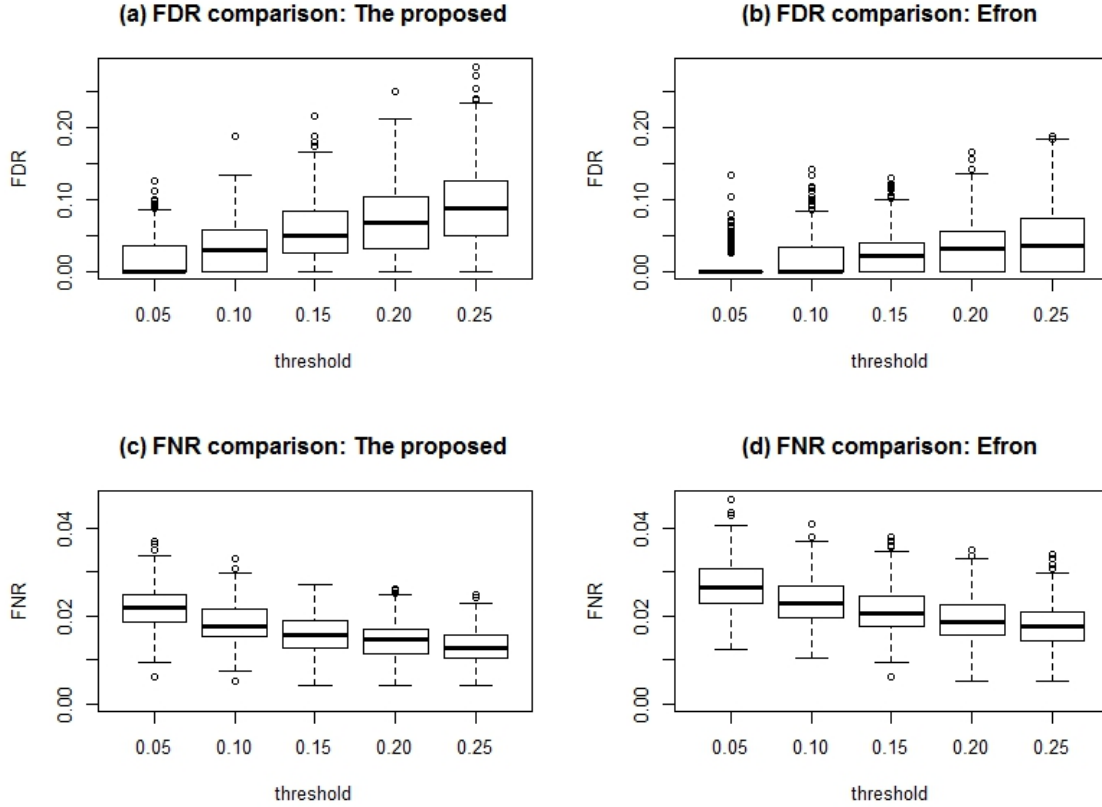 (a) FDR comparison: The proposed
FDR
0.20
0.10
0.00
0.05 0.10 0.15 0.20 0.25
threshold
(b) FDR comparison: Efron
FDR
0.20
0.10
0.00
0.05 0.10 0.15 0.20 0.25
threshold
(c) FNR comparison: The proposed
FNR
0.04
0.02
0.00
0.05 0.10 0.15 0.20 0.25
threshold
(d) FNR comparison: Efron
FNR
0.04
0.02
0.00
0.05 0.10 0.15 0.20 0.25
threshold